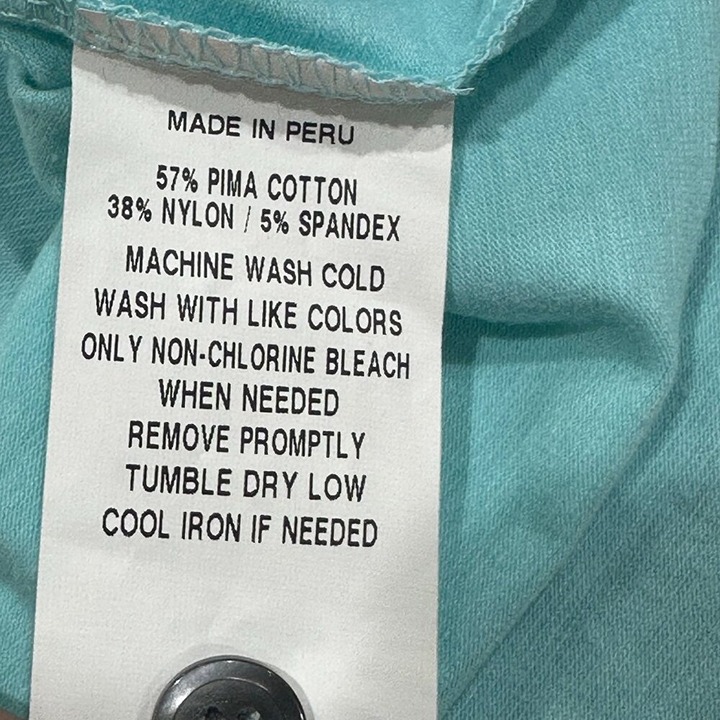 MADE IN PERU
57% PIMA COTTON
38% NYLON / 5% SPANDEX
MACHINE WASH COLD
WASH WITH LIKE COLORS
ONLY NON-CHLORINE BLEACH
WHEN NEEDED
REMOVE PROMPTLY
TUMBLE DRY LOW
COOL IRON IF NEEDED